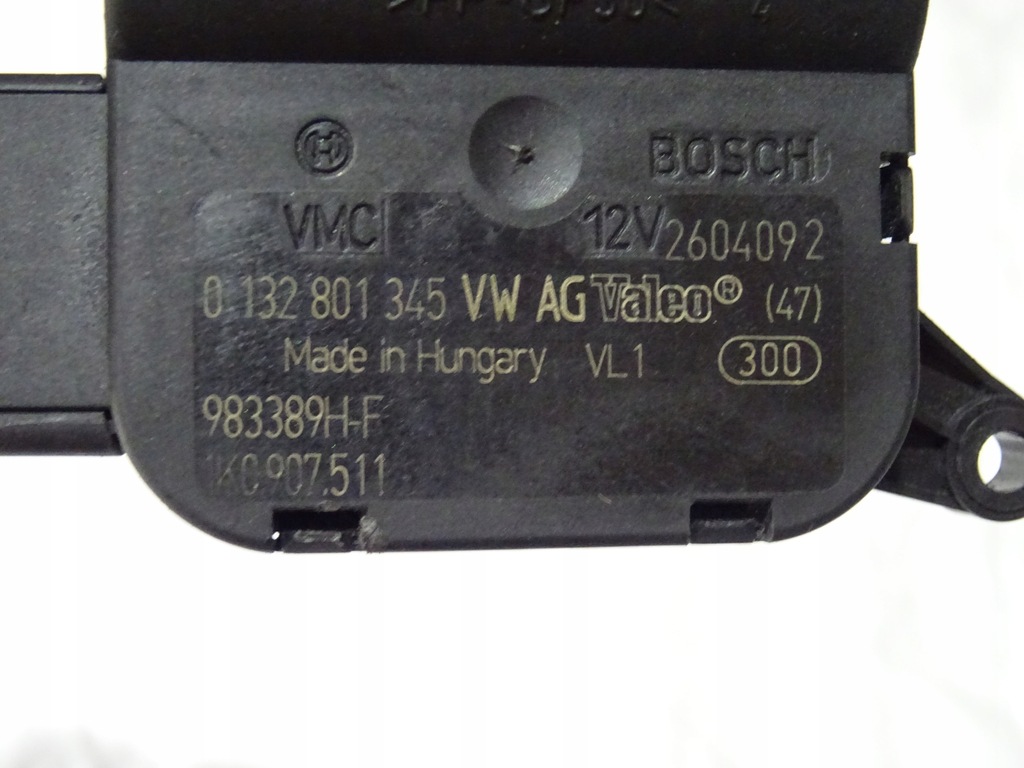 BOSCH
VMC 12V 2604092
0 132 801 345 VW AG Valeo® (47)
Made in Hungary VL1 300
983389H-F
1K0.907.511